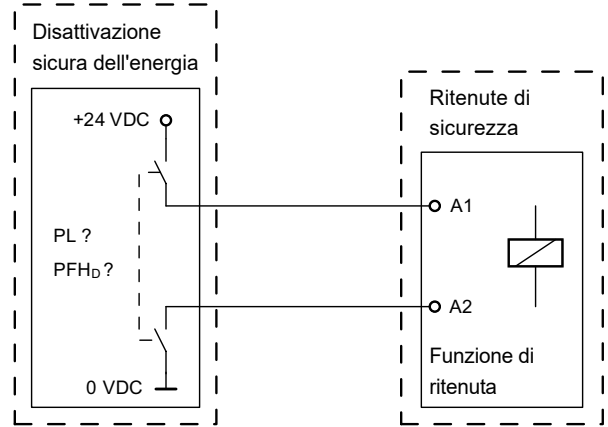 Disattivazione
sicura dell'energia
+24 VDC
PL ?
PFHD ?
0 VDC
Ritenute di
sicurezza
A1
A2
Funzione di
ritenuta